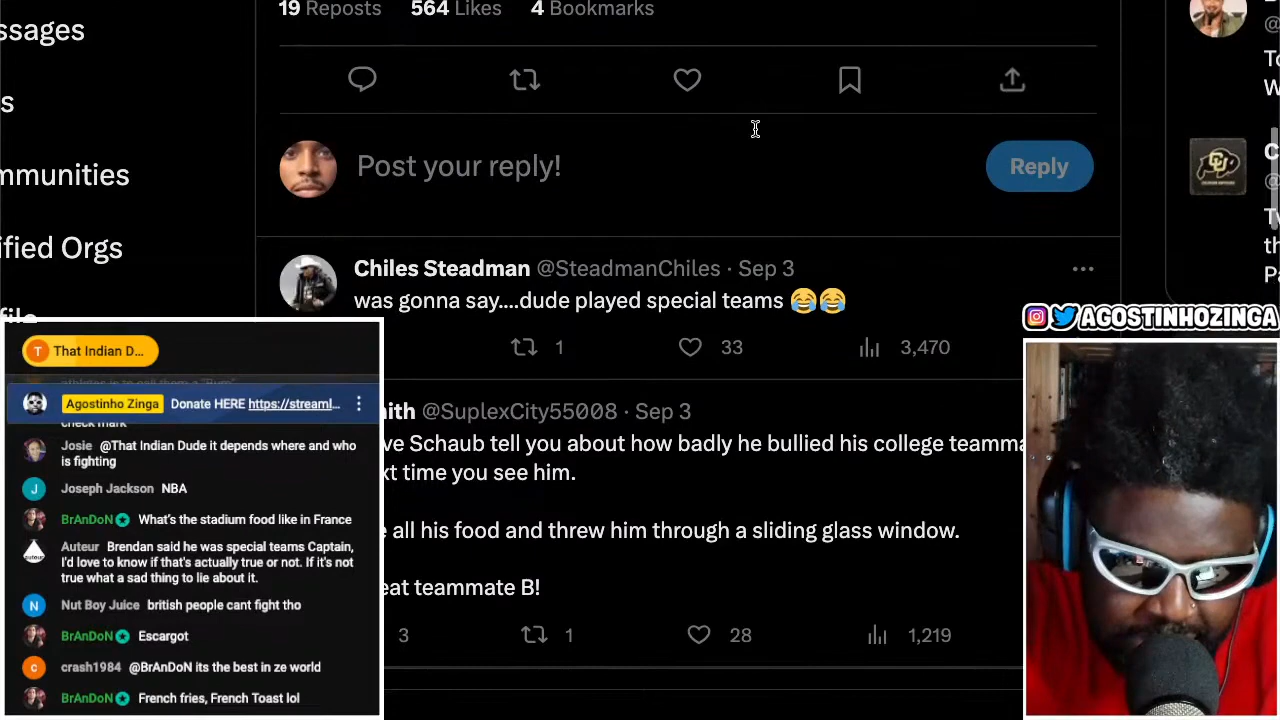 19 Reposts 564 Likes 4 Bookmarks
ssages
s
mmunities
ified Orgs
file
Post your reply!
Reply
Chiles Steadman @SteadmanChiles · Sep 3
was gonna say....dude played special teams 😂😂
1 33 3,470
ith @SuplexCity55008 · Sep 3
ve Schaub tell you about how badly he bullied his college teamma
xt time you see him.
all his food and threw him through a sliding glass window.
eat teammate B!
3 1 28 1,219
AGOSTINHOZINGA
T That Indian D...
Agostinho Zinga Donate HERE https://streaml...
check mark
Josie @That Indian Dude it depends where and who
is fighting
J Joseph Jackson NBA
BrAnDoN What's the stadium food like in France
Auteur Brendan said he was special teams Captain,
I'd love to know if that's actually true or not. If it's not
true what a sad thing to lie about it.
N Nut Boy Juice british people cant fight tho
BrAnDoN Escargot
c crash1984 @BrAnDoN its the best in ze world
BrAnDoN French fries, French Toast lol
CU